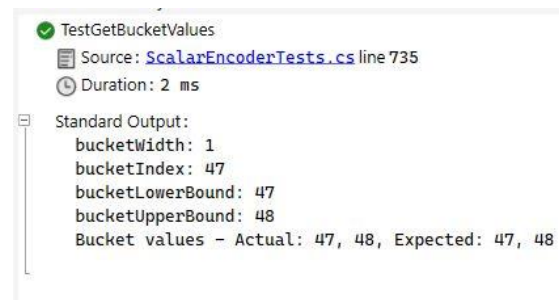 TestGetBucketValues
Source: ScalarEncoderTests.cs line 735
Duration: 2 ms
Standard Output:
bucketWidth: 1
bucketIndex: 47
bucketLowerBound: 47
bucketUpperBound: 48
Bucket values – Actual: 47, 48, Expected: 47, 48